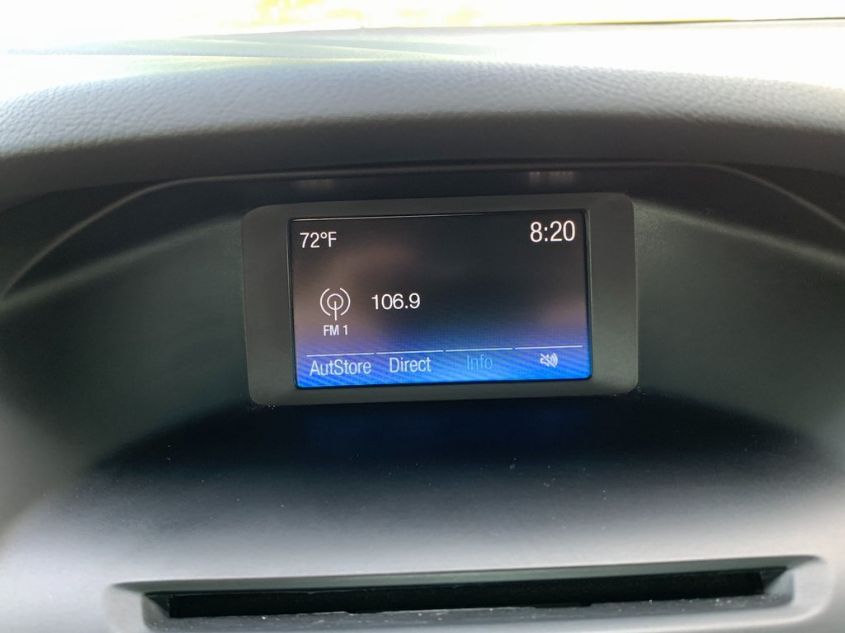 72°F 8:20
106.9
FM 1
AutStore Direct Info